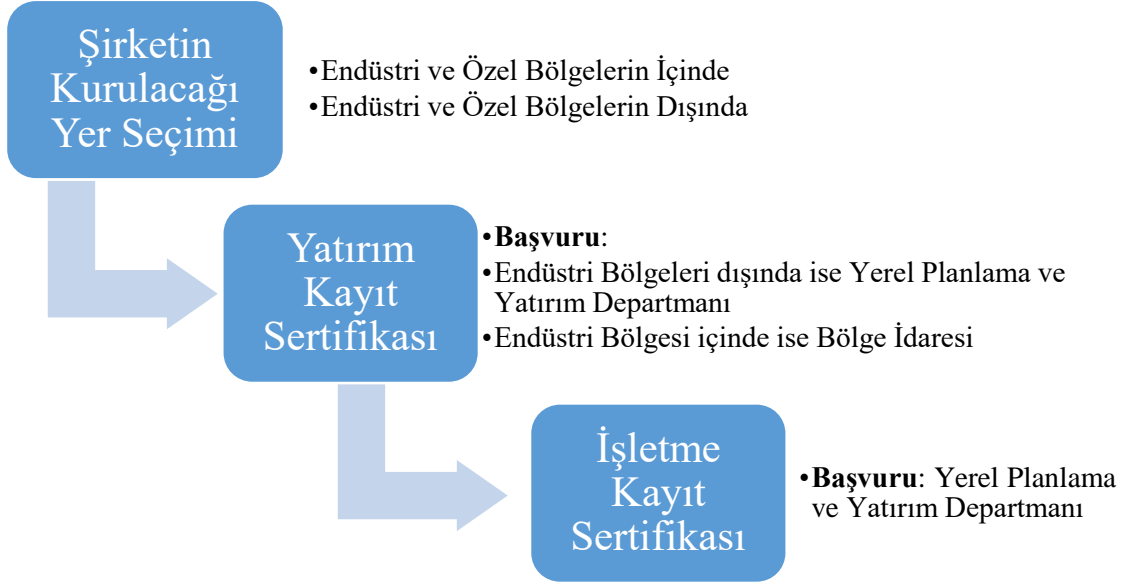 Şirketin
Kurulacağı
Yer Seçimi
•Endüstri ve Özel Bölgelerin İçinde
•Endüstri ve Özel Bölgelerin Dışında
Yatırım
Kayıt
Sertifikası
•Başvuru:
•Endüstri Bölgeleri dışında ise Yerel Planlama ve
Yatırım Departmanı
•Endüstri Bölgesi içinde ise Bölge İdaresi
İşletme
Kayıt
Sertifikası
•Başvuru: Yerel Planlama
ve Yatırım Departmanı